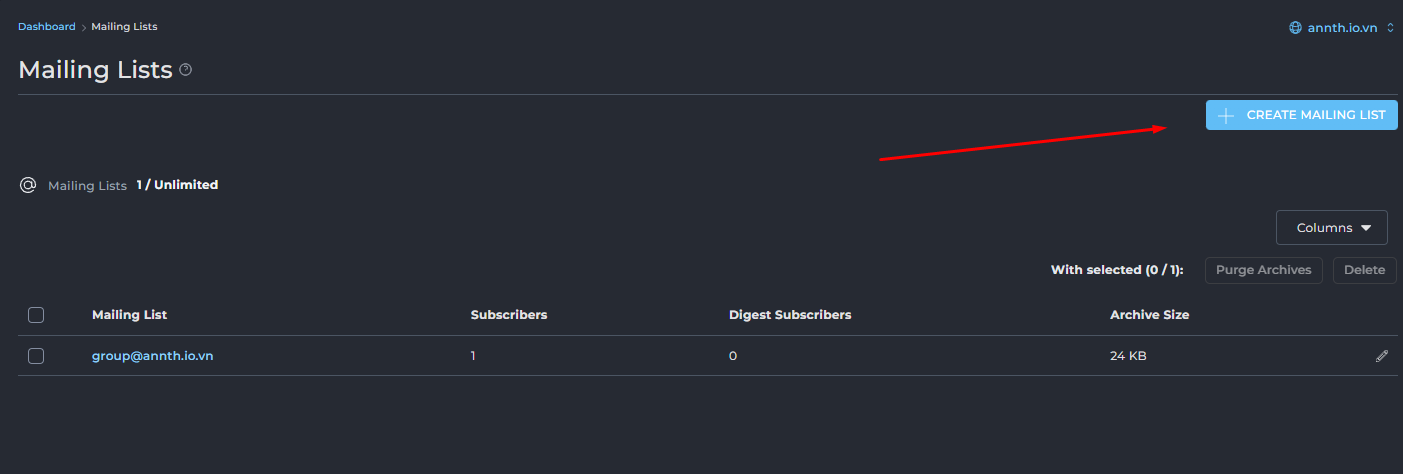 Dashboard > Mailing Lists
annth.io.vn
Mailing Lists ?
CREATE MAILING LIST
@ Mailing Lists 1 / Unlimited
Columns
With selected (0 / 1): Purge Archives Delete
Mailing List Subscribers Digest Subscribers Archive Size
group@annth.io.vn 1 0 24 KB